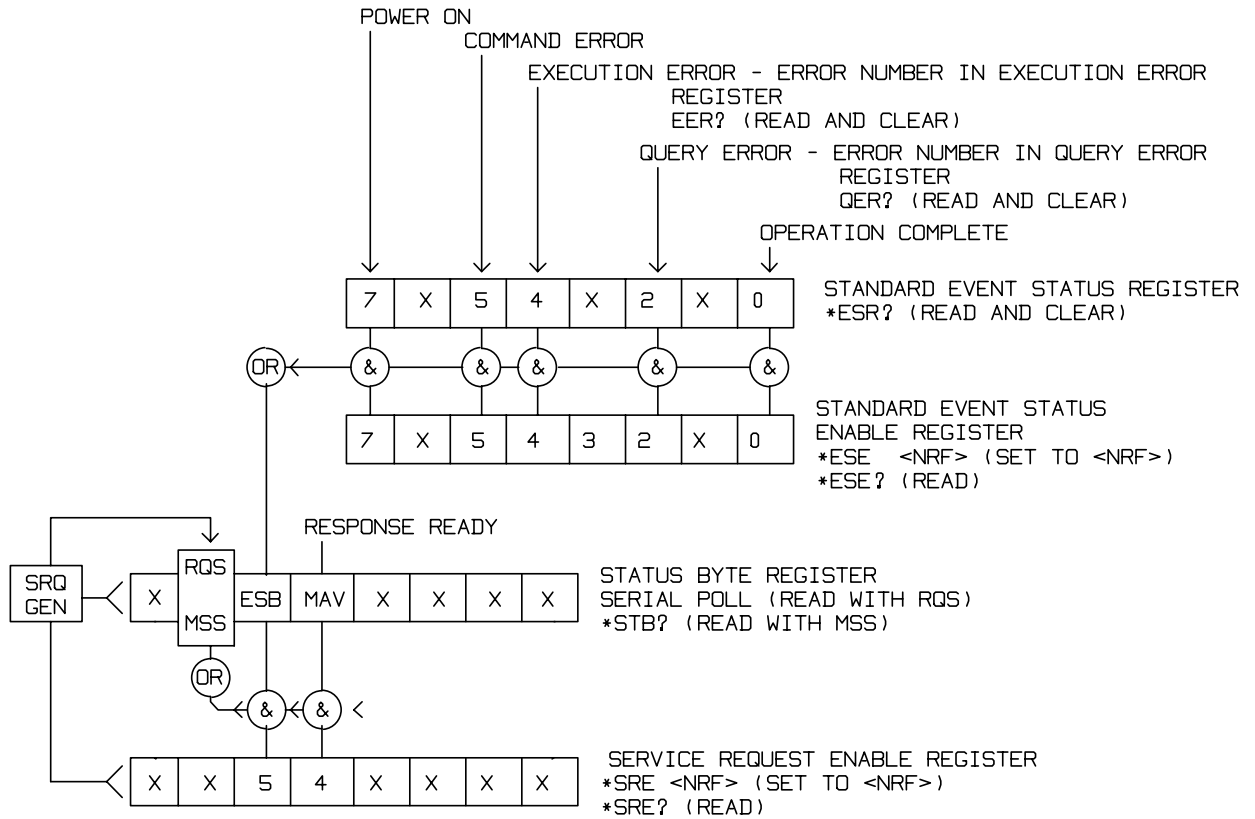 POWER ON
COMMAND ERROR
EXECUTION ERROR - ERROR NUMBER IN EXECUTION ERROR
REGISTER
EER? (READ AND CLEAR)
QUERY ERROR - ERROR NUMBER IN QUERY ERROR
REGISTER
QER? (READ AND CLEAR)
OPERATION COMPLETE
7 X 5 4 X 2 X 0
STANDARD EVENT STATUS REGISTER
*ESR? (READ AND CLEAR)
OR & & & & &
7 X 5 4 3 2 X 0
STANDARD EVENT STATUS
ENABLE REGISTER
*ESE <NRF> (SET TO <NRF>)
*ESE? (READ)
RESPONSE READY
SRQ
GEN
X RQS MSS ESB MAV X X X X
STATUS BYTE REGISTER
SERIAL POLL (READ WITH RQS)
*STB? (READ WITH MSS)
OR
& &
X X 5 4 X X X X
SERVICE REQUEST ENABLE REGISTER
*SRE <NRF> (SET TO <NRF>)
*SRE? (READ)